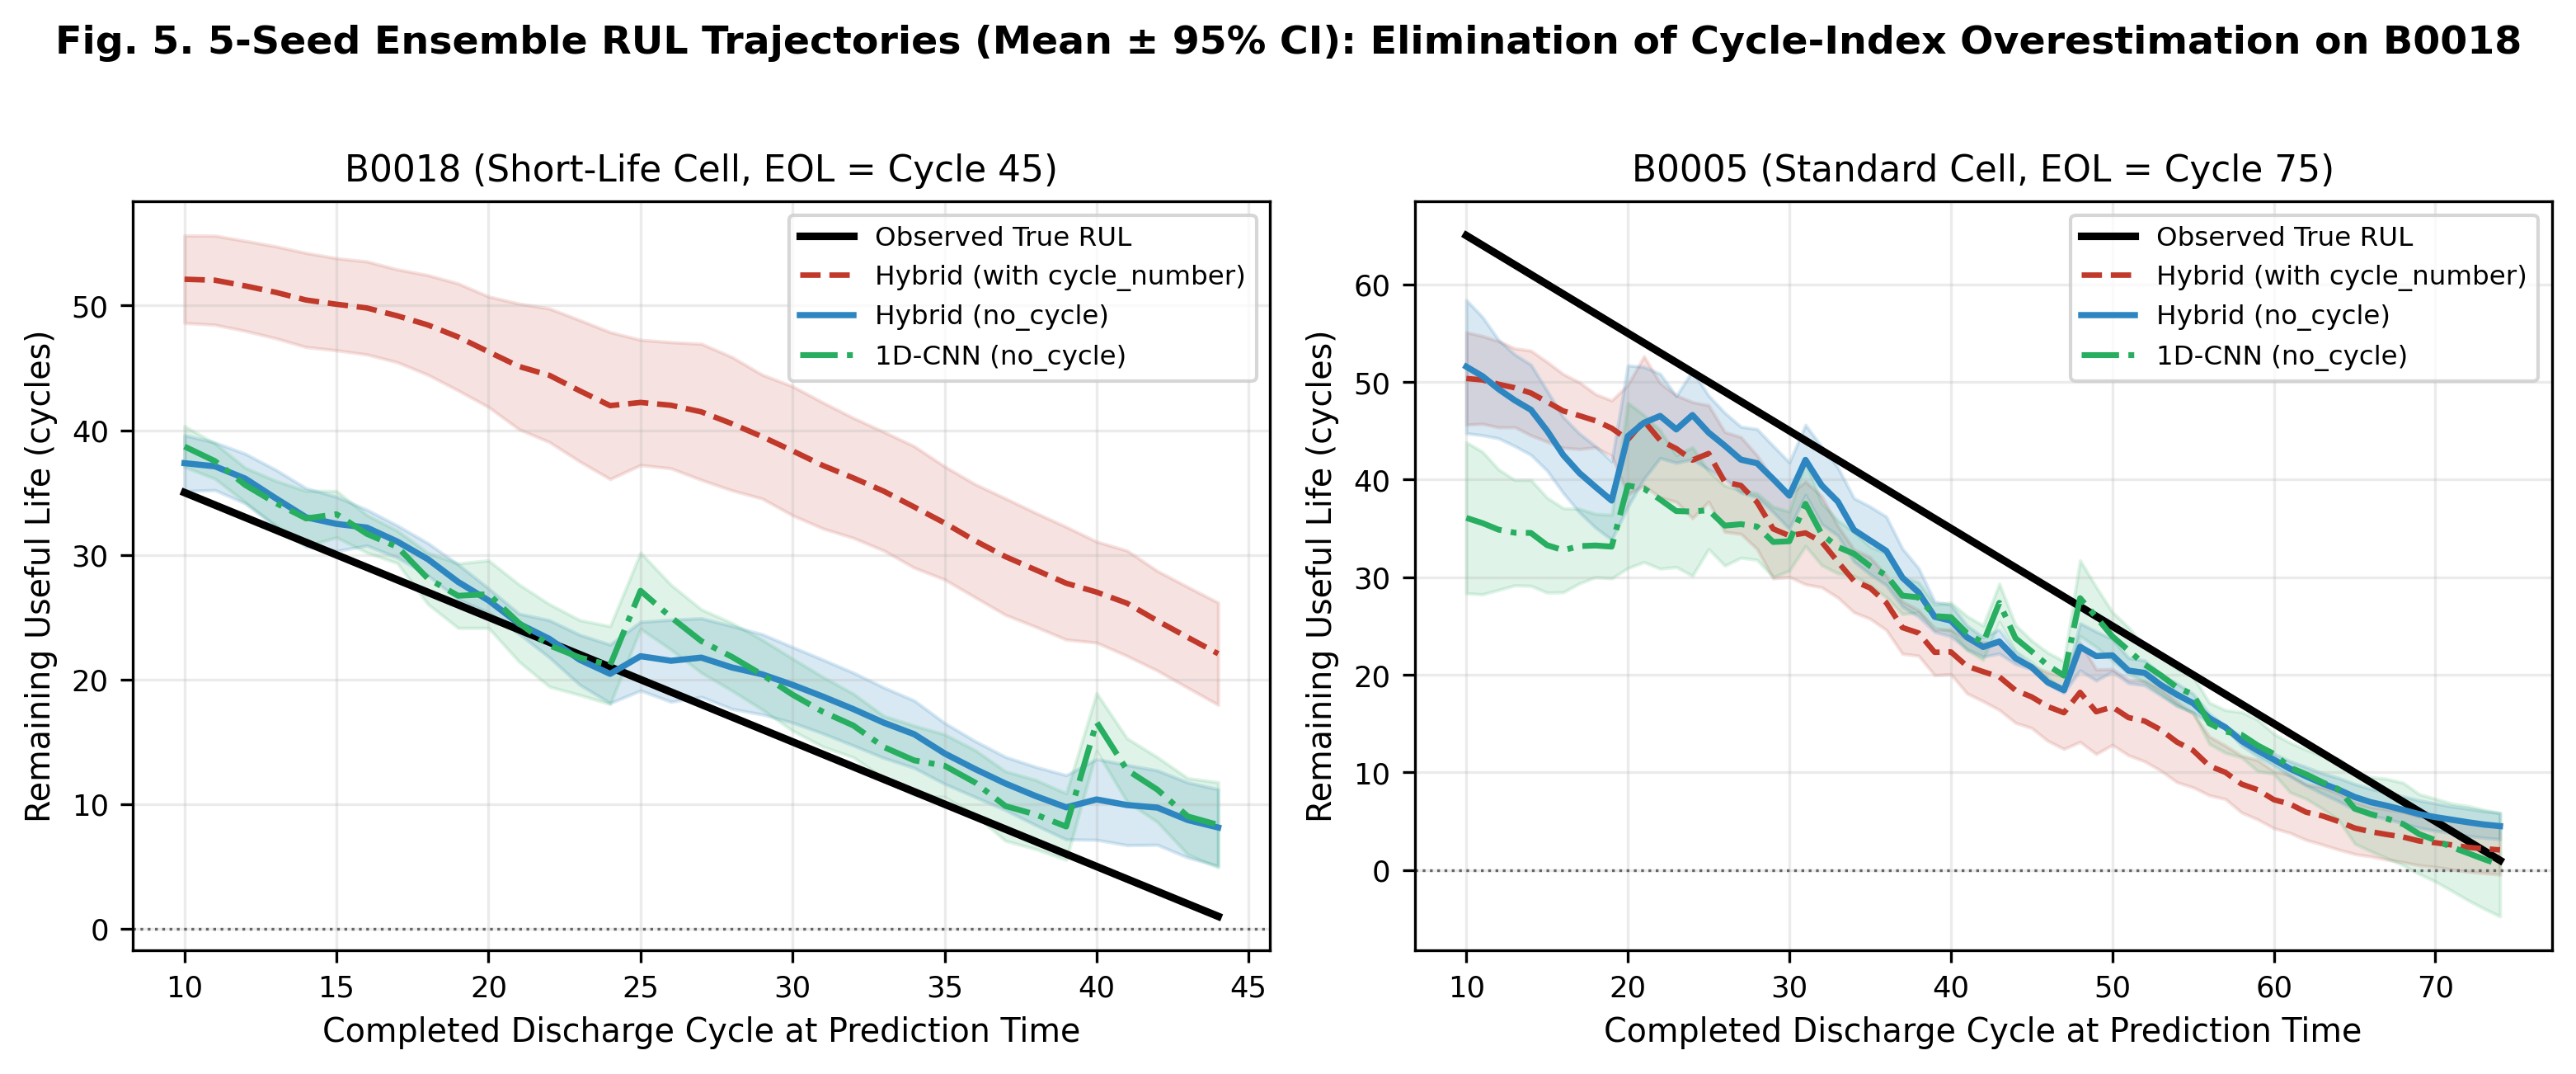 Fig. 5. 5-Seed Ensemble RUL Trajectories (Mean ± 95% CI): Elimination of Cycle-Index Overestimation on B0018
B0018 (Short-Life Cell, EOL = Cycle 45)
Observed True RUL
Hybrid (with cycle_number)
Hybrid (no_cycle)
1D-CNN (no_cycle)
Remaining Useful Life (cycles)
50
40
30
20
10
0
10 15 20 25 30 35 40 45
Completed Discharge Cycle at Prediction Time
B0005 (Standard Cell, EOL = Cycle 75)
Observed True RUL
Hybrid (with cycle_number)
Hybrid (no_cycle)
1D-CNN (no_cycle)
Remaining Useful Life (cycles)
60
50
40
30
20
10
0
10 20 30 40 50 60 70
Completed Discharge Cycle at Prediction Time